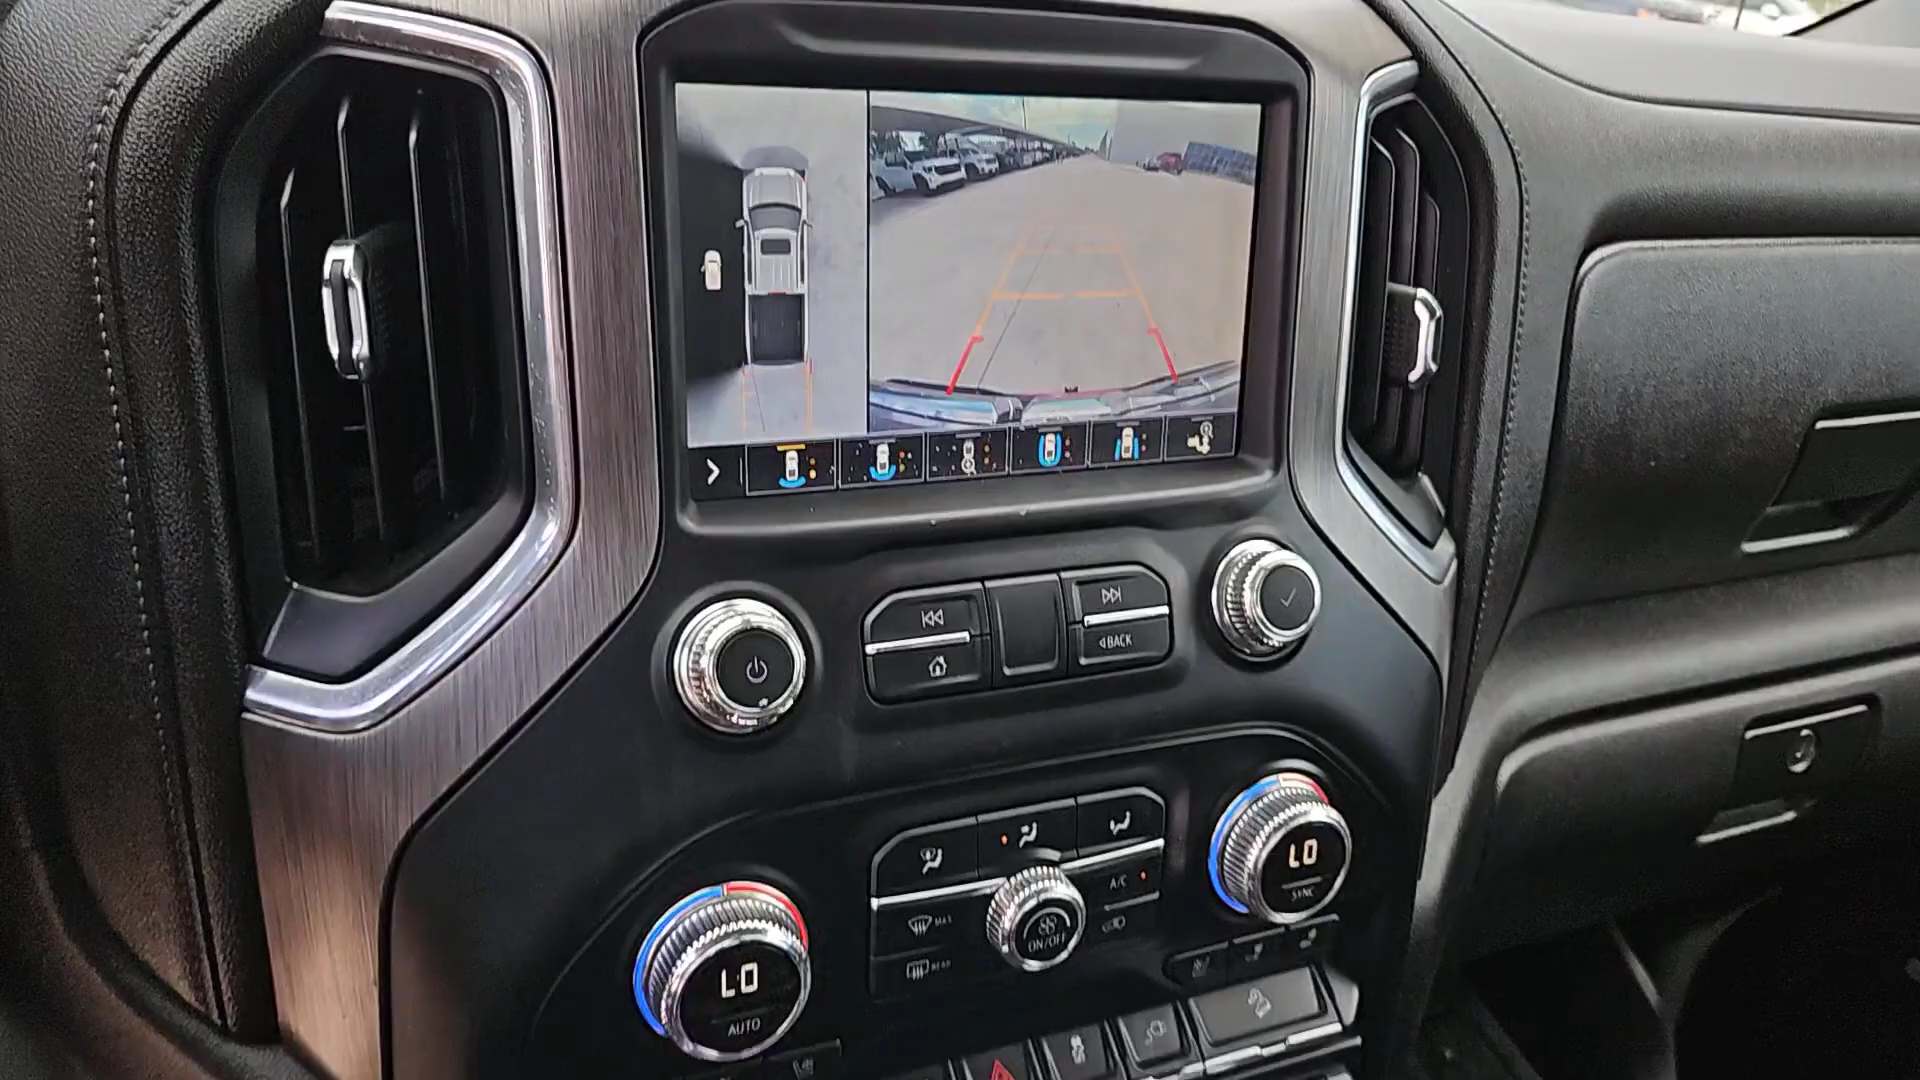 BACK
A/C
MAX
REAR
ON/OFF
LO
SYNC
LO
AUTO